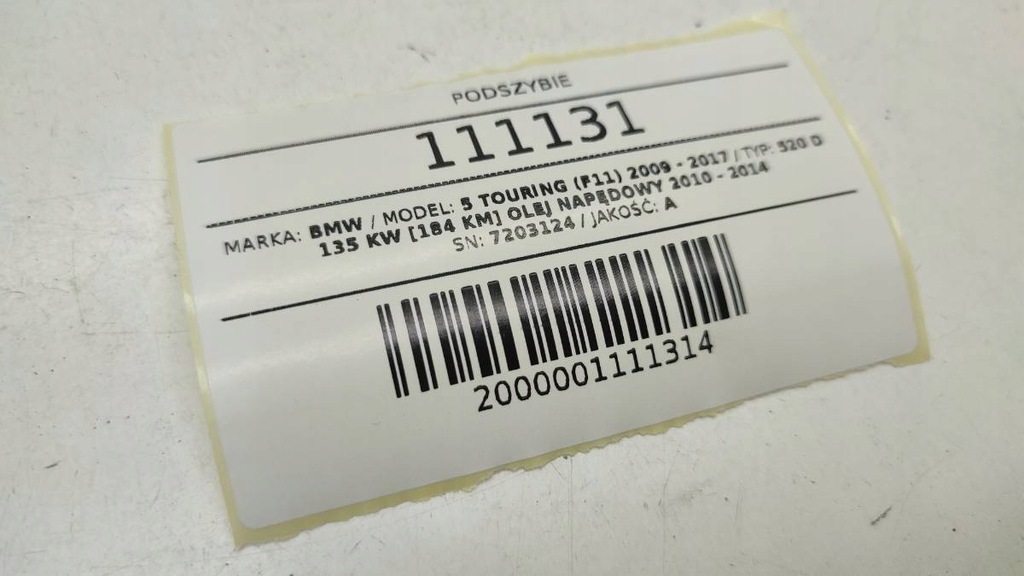 PODSZYBIE
111131
MARKA: BMW / MODEL: 5 TOURING (F11) 2009 - 2017 / TYP: 520 D
135 KW [184 KM] OLEJ NAPĘDOWY 2010 - 2014
SN: 7203124 / JAKOŚĆ: A
2000001111314